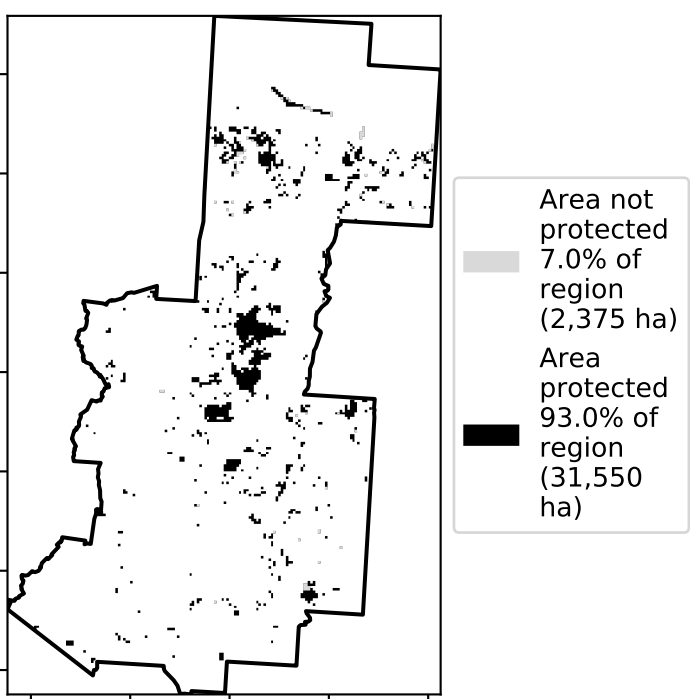 Area not
protected
7.0% of
region
(2,375 ha)
Area
protected
93.0% of
region
(31,550
ha)